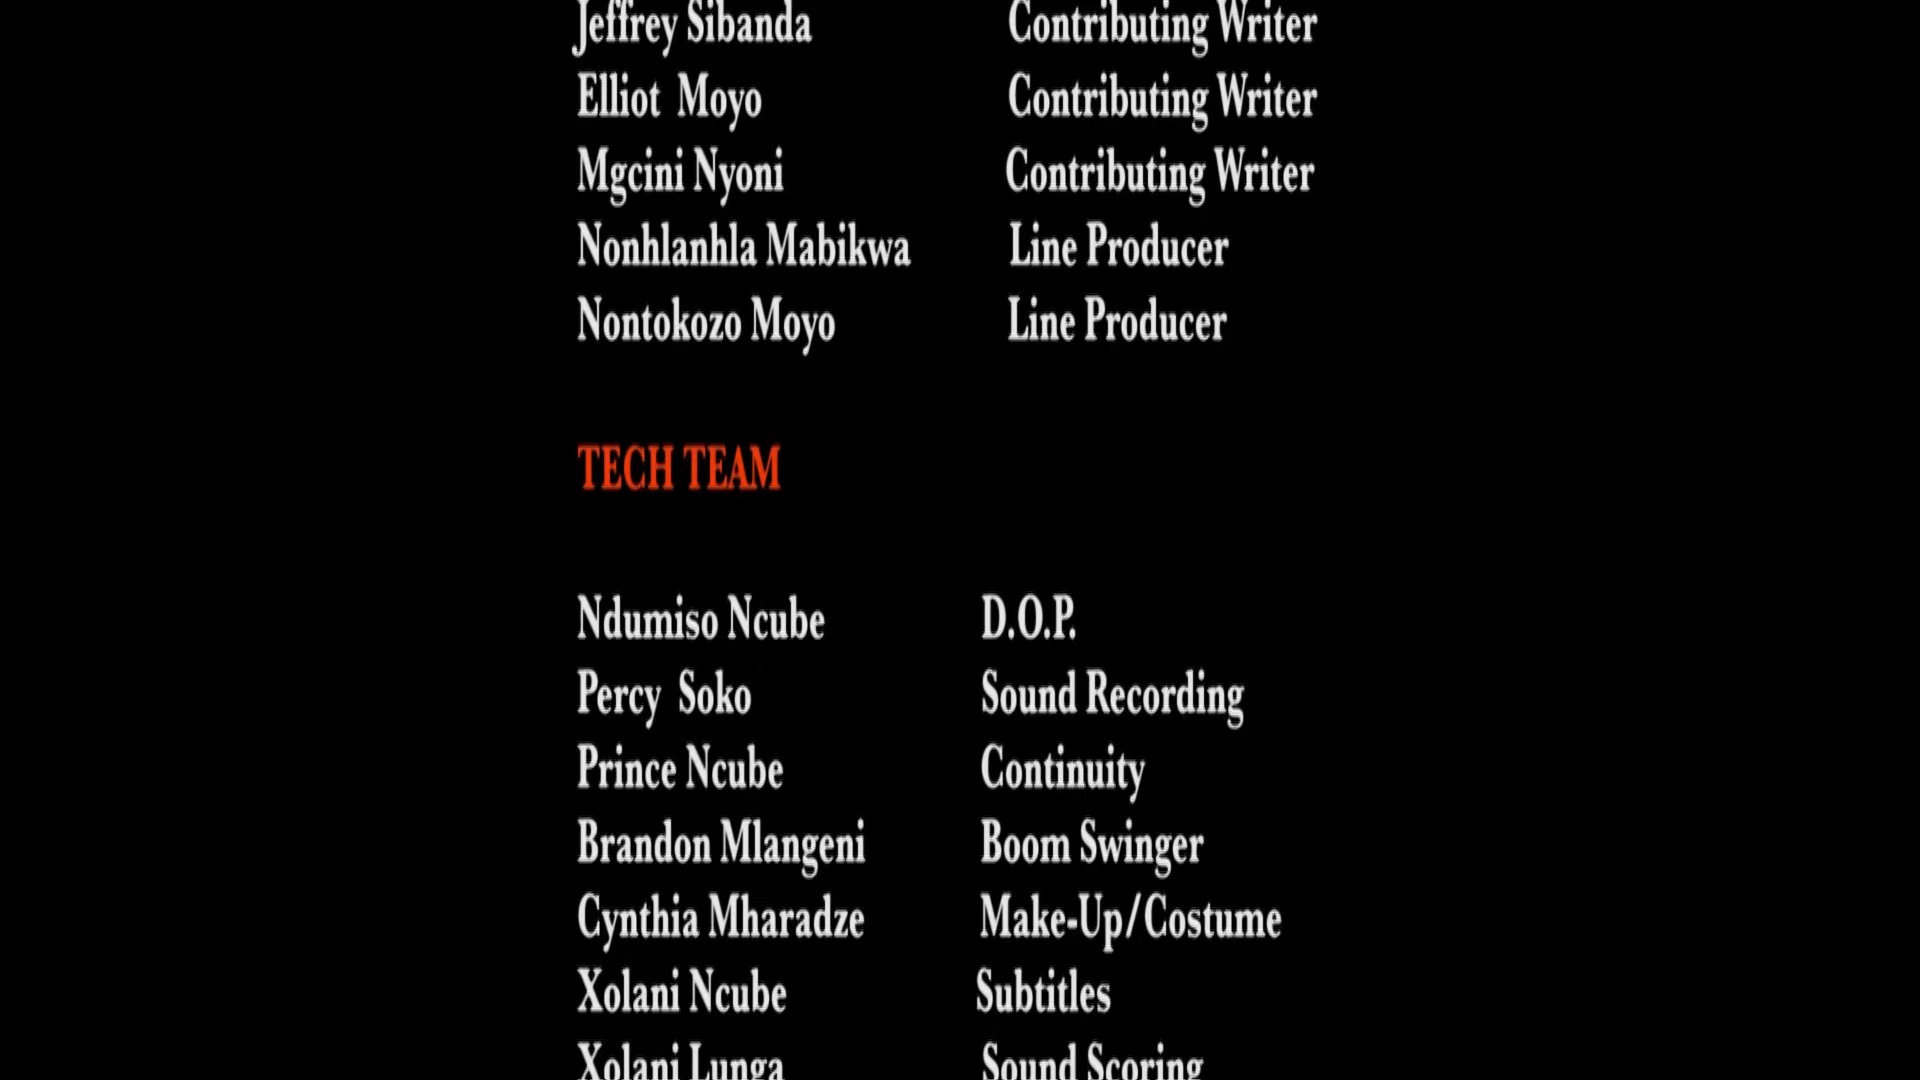 Jeffrey Sibanda Contributing Writer
Elliot Moyo Contributing Writer
Mgcini Nyoni Contributing Writer
Nonhlanhla Mabikwa Line Producer
Nontokozo Moyo Line Producer
TECH TEAM
Ndumiso Ncube D.O.P.
Percy Soko Sound Recording
Prince Ncube Continuity
Brandon Mlangeni Boom Swinger
Cynthia Mharadze Make-Up/Costume
Xolani Ncube Subtitles
Xolani Lunga Sound Scoring